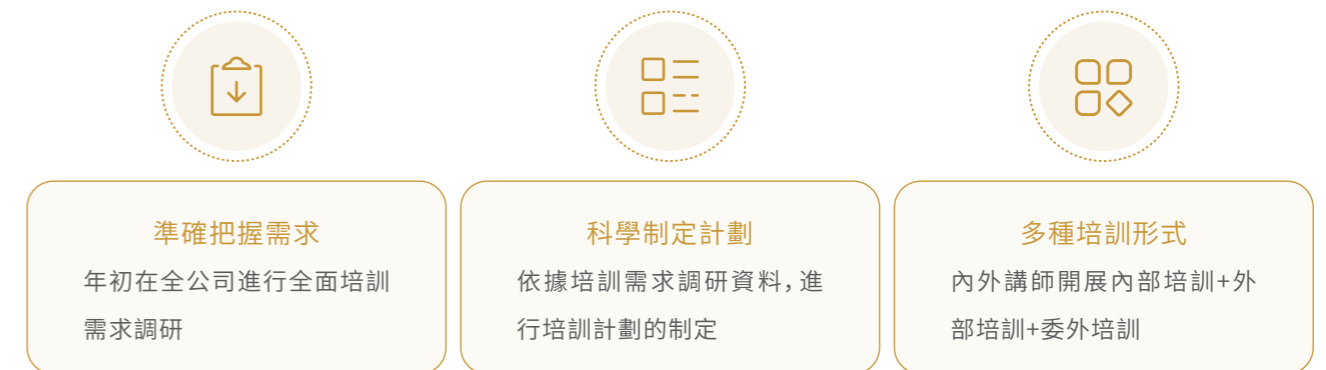 準確把握需求
年初在全公司進行全面培訓
需求調研
科學制定計劃
依據培訓需求調研資料,進
行培訓計劃的制定
多種培訓形式
內外講師開展內部培訓+外
部培訓+委外培訓